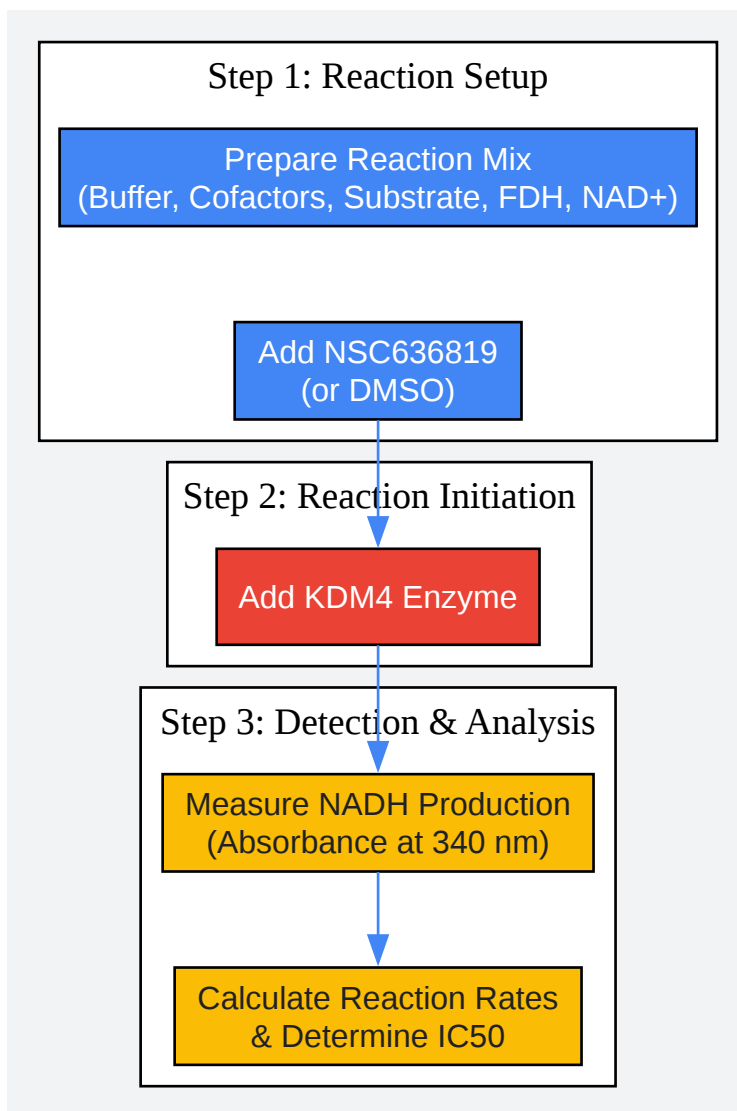 Step 1: Reaction Setup
Prepare Reaction Mix
(Buffer, Cofactors, Substrate, FDH, NAD+)
Add NSC636819
(or DMSO)
Step 2: Reaction Initiation
Add KDM4 Enzyme
Step 3: Detection & Analysis
Measure NADH Production
(Absorbance at 340 nm)
Calculate Reaction Rates
& Determine IC50